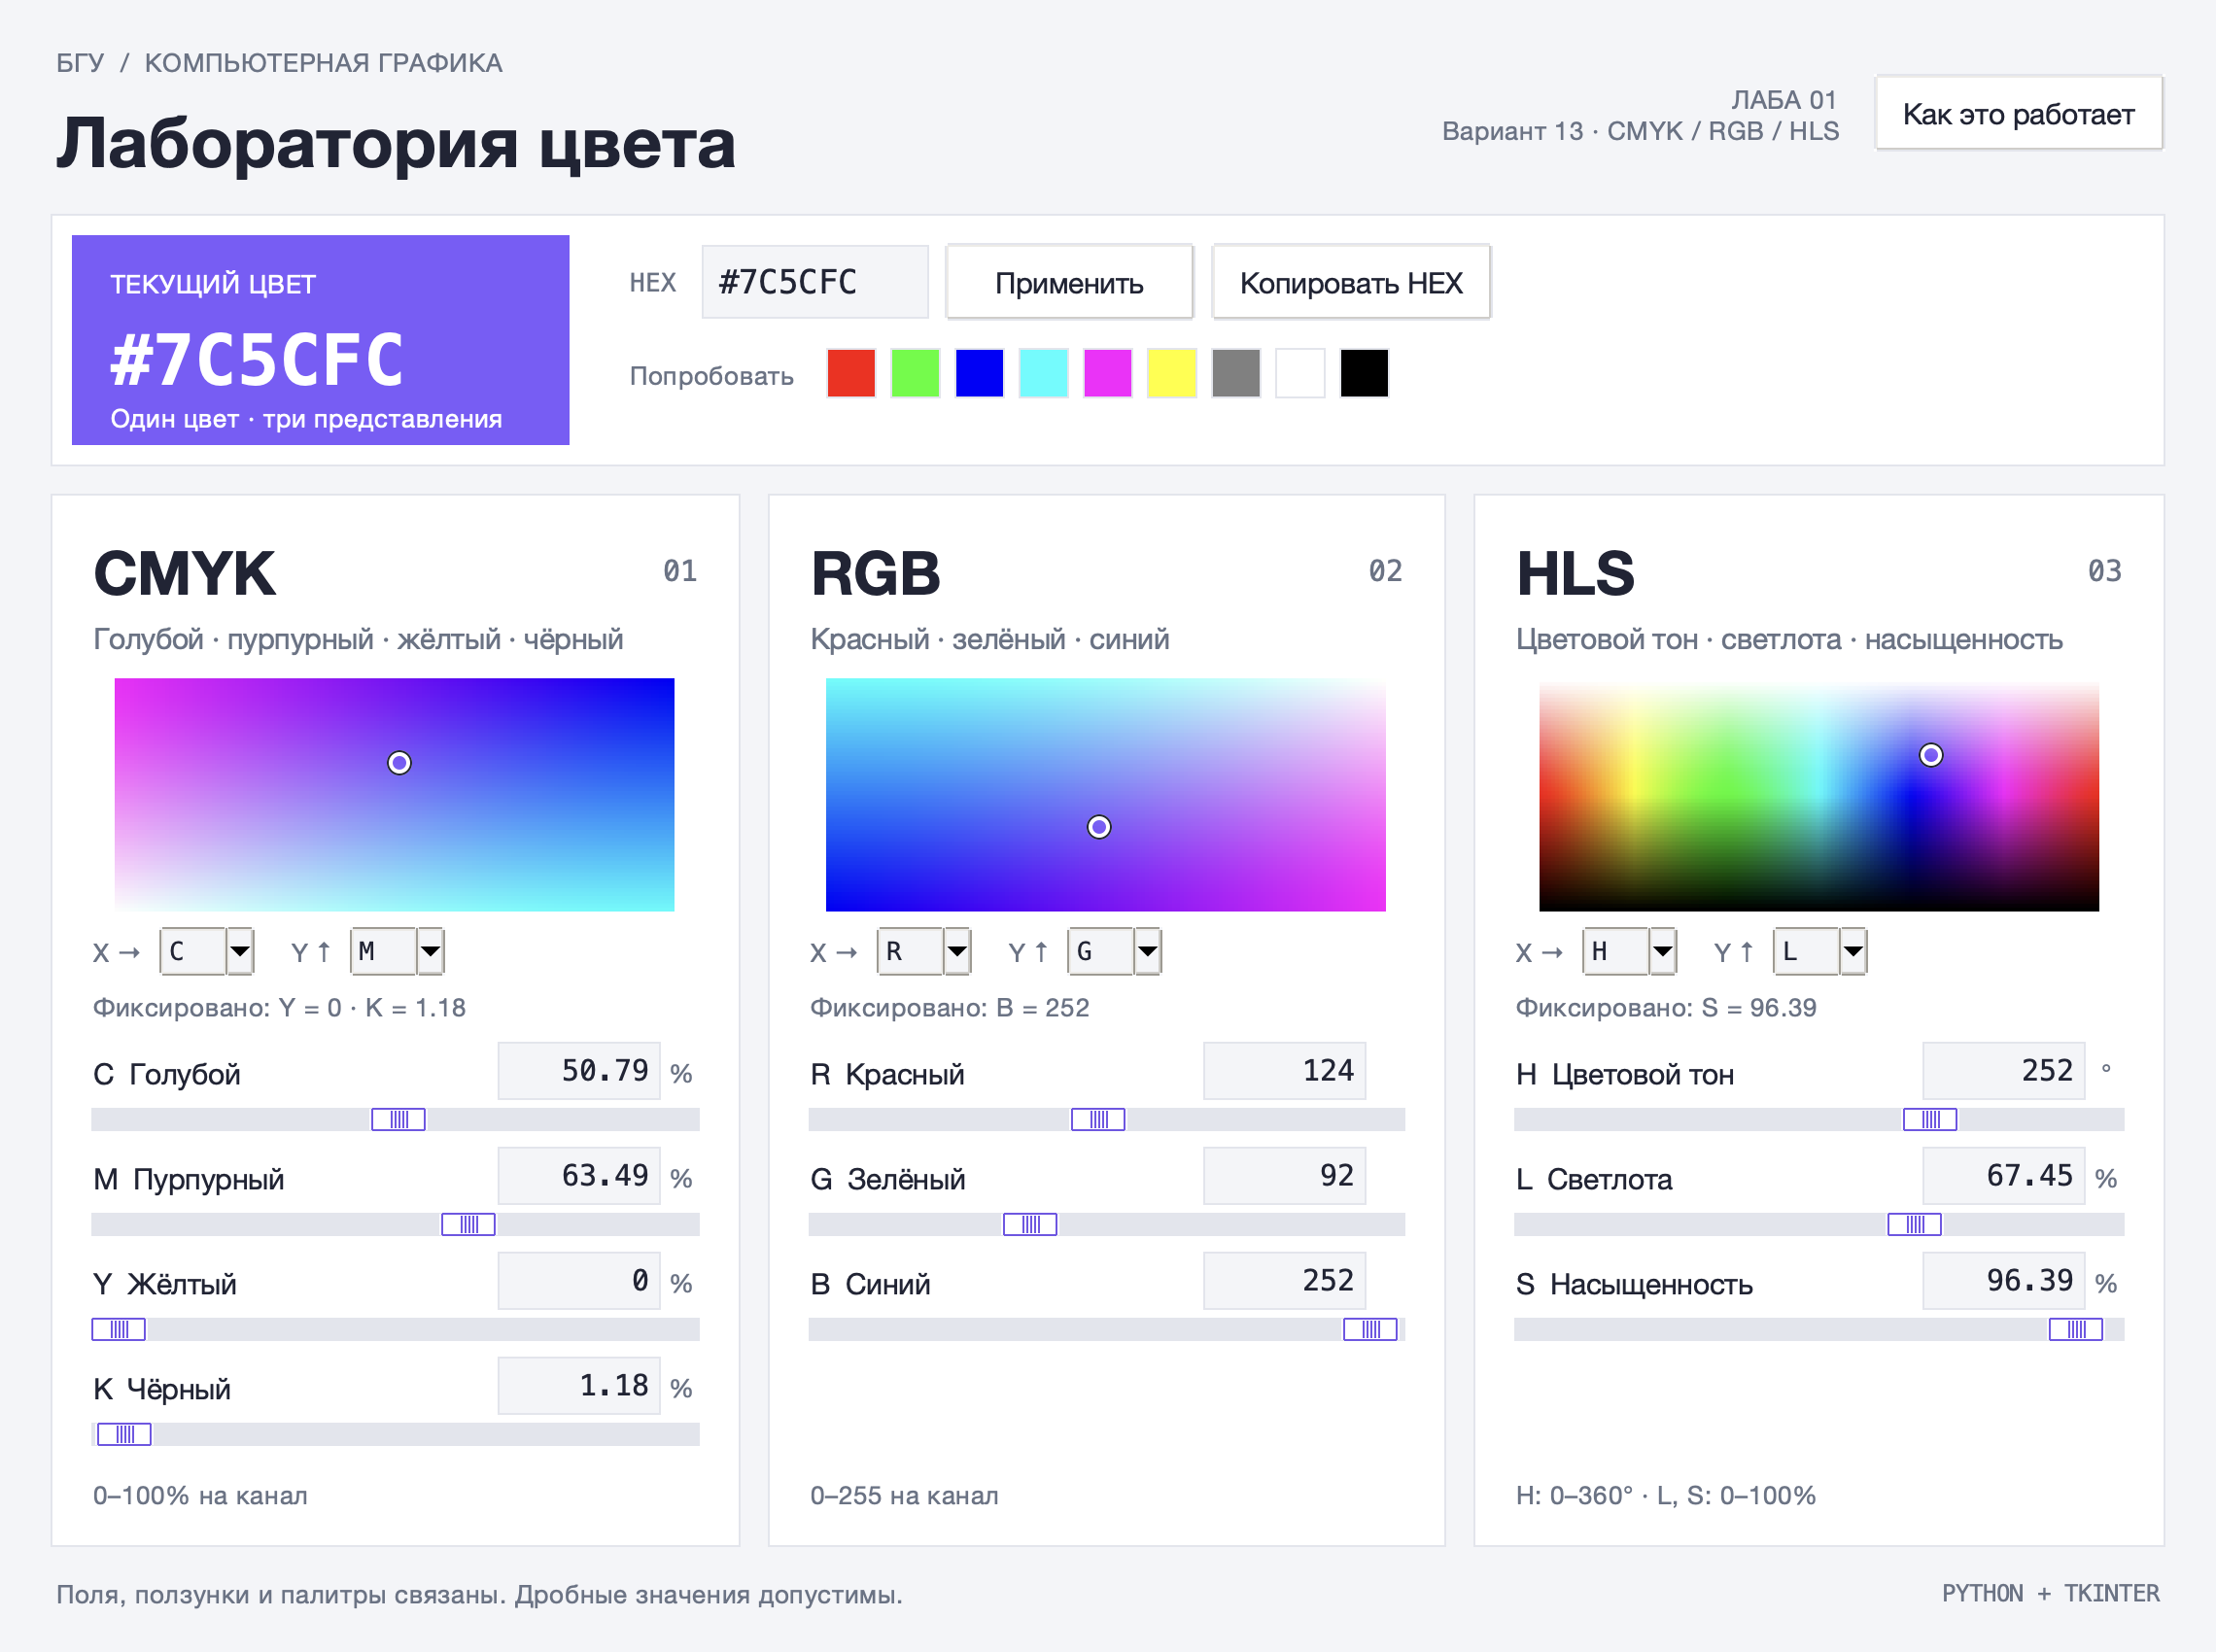 БГУ / КОМПЬЮТЕРНАЯ ГРАФИКА
Лаборатория цвета
ЛАБА 01
Вариант 13 · CMYK / RGB / HLS
Как это работает
ТЕКУЩИЙ ЦВЕТ
#7C5CFC
Один цвет · три представления
HEX #7C5CFC Применить Копировать HEX
Попробовать
CMYK 01
Голубой · пурпурный · жёлтый · чёрный
X → C Y ↑ M
Фиксировано: Y = 0 · K = 1.18
C Голубой 50.79 %
M Пурпурный 63.49 %
Y Жёлтый 0 %
K Чёрный 1.18 %
0–100% на канал
RGB 02
Красный · зелёный · синий
X → R Y ↑ G
Фиксировано: B = 252
R Красный 124
G Зелёный 92
B Синий 252
0–255 на канал
HLS 03
Цветовой тон · светлота · насыщенность
X → H Y ↑ L
Фиксировано: S = 96.39
H Цветовой тон 252 °
L Светлота 67.45 %
S Насыщенность 96.39 %
H: 0–360° · L, S: 0–100%
Поля, ползунки и палитры связаны. Дробные значения допустимы.
PYTHON + TKINTER